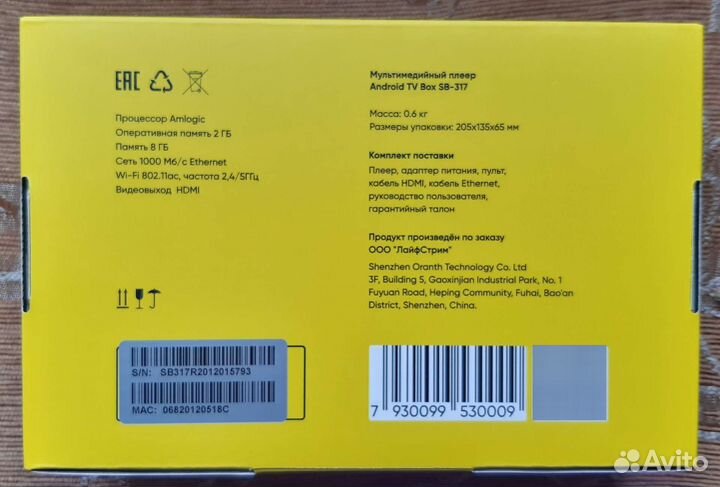 EAC
Процессор Amlogic
Оперативная память 2 ГБ
Память 8 ГБ
Сеть 1000 Мб/с Ethernet
Wi-Fi 802.11ac, частота 2,4/5ГГц
Видеовыход HDMI
Мультимедийный плеер
Android TV Box SB-317
Масса: 0.6 кг
Размеры упаковки: 205x135x65 мм
Комплект поставки
Плеер, адаптер питания, пульт,
кабель HDMI, кабель Ethernet,
руководство пользователя,
гарантийный талон
Продукт произведён по заказу
ООО "ЛайфСтрим"
Shenzhen Oranth Technology Co. Ltd
3F, Building 5, Gaoxinjian Industrial Park, No. 1
Fuyuan Road, Heping Community, Fuhai, Bao'an
District, Shenzhen, China.
S/N: SB317R2012015793
MAC: 06820120518C
7 930099 530009
Avito